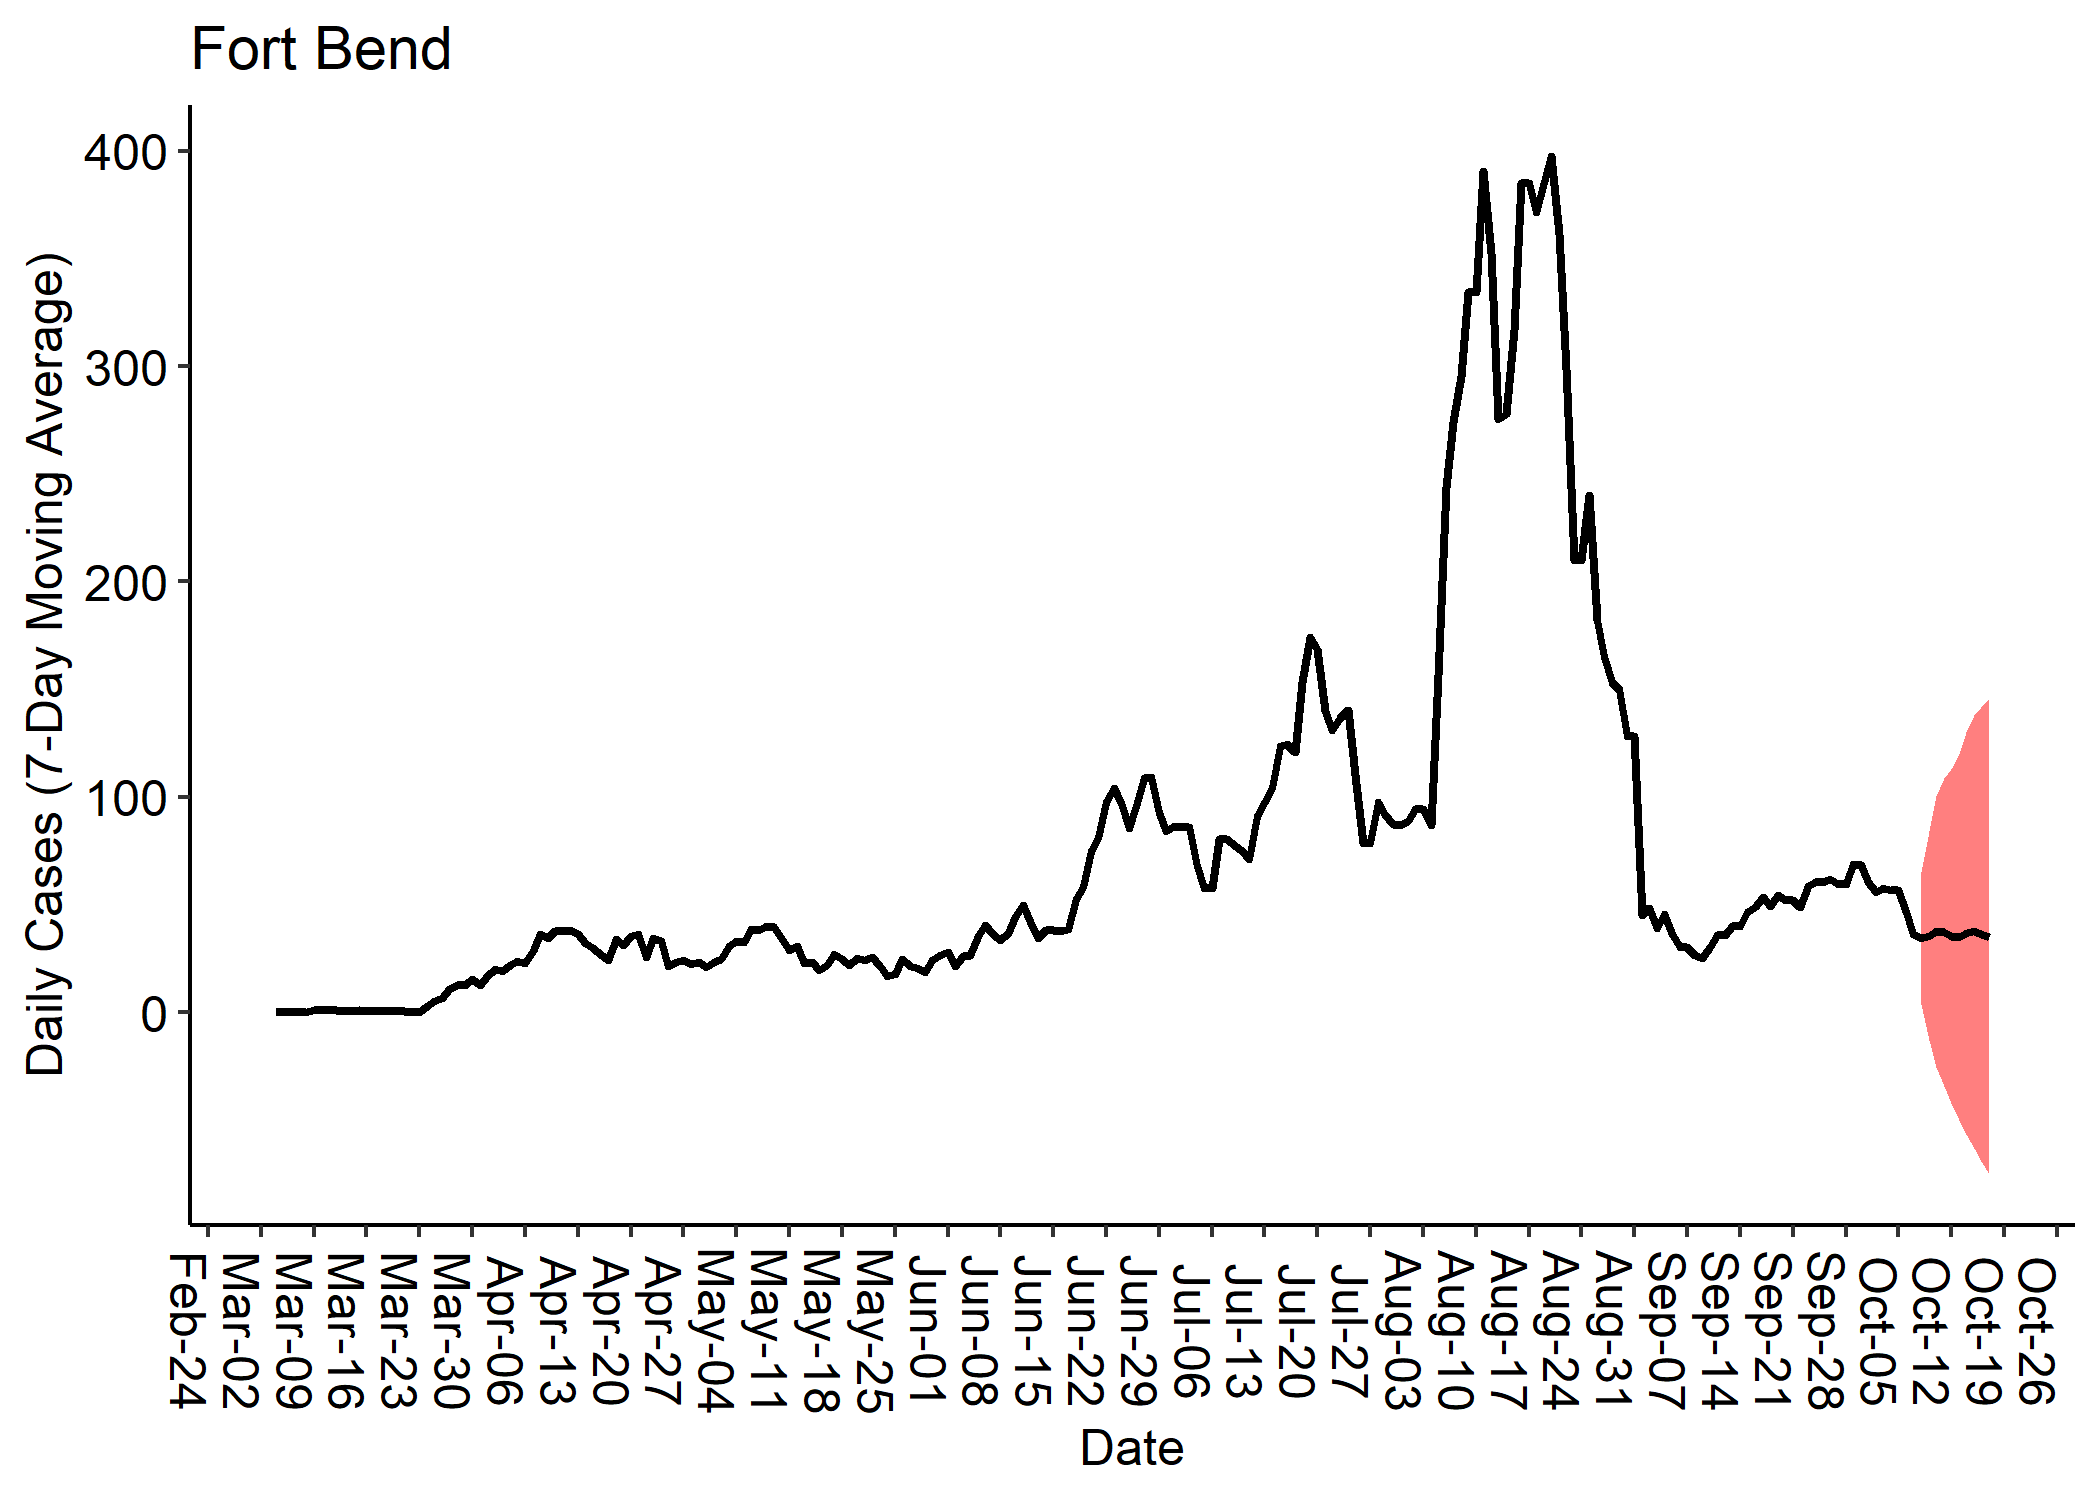 Fort Bend
Daily Cases (7-Day Moving Average)
400
300
200
100
0
Feb-24
Mar-02
Mar-09
Mar-16
Mar-23
Mar-30
Apr-06
Apr-13
Apr-20
Apr-27
May-04
May-11
May-18
May-25
Jun-01
Jun-08
Jun-15
Jun-22
Jun-29
Jul-06
Jul-13
Jul-20
Jul-27
Aug-03
Aug-10
Aug-17
Aug-24
Aug-31
Sep-07
Sep-14
Sep-21
Sep-28
Oct-05
Oct-12
Oct-19
Oct-26
Date